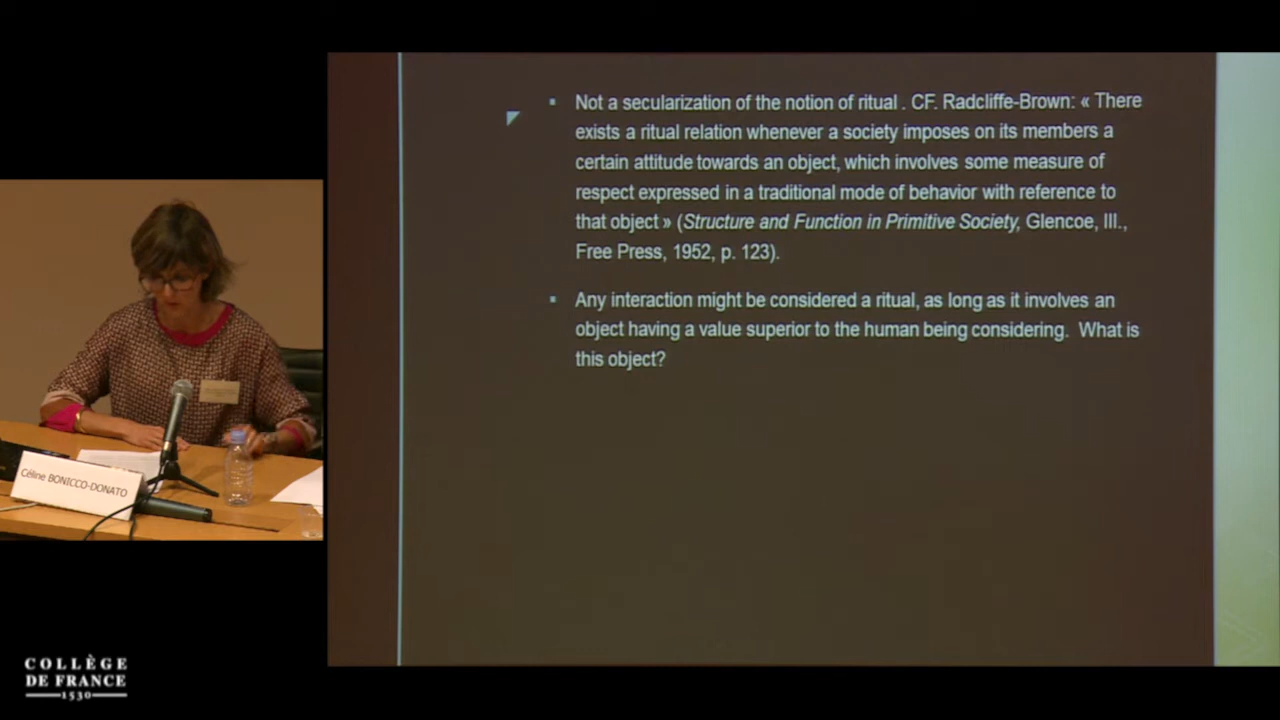 Not a secularization of the notion of ritual . CF. Radcliffe-Brown: « There
exists a ritual relation whenever a society imposes on its members a
certain attitude towards an object, which involves some measure of
respect expressed in a traditional mode of behavior with reference to
that object » (Structure and Function in Primitive Society, Glencoe, Ill.,
Free Press, 1952, p. 123).
Any interaction might be considered a ritual, as long as it involves an
object having a value superior to the human being considering. What is
this object?
Céline BONICCO-DONATO
COLLÈGE
DE FRANCE
1530